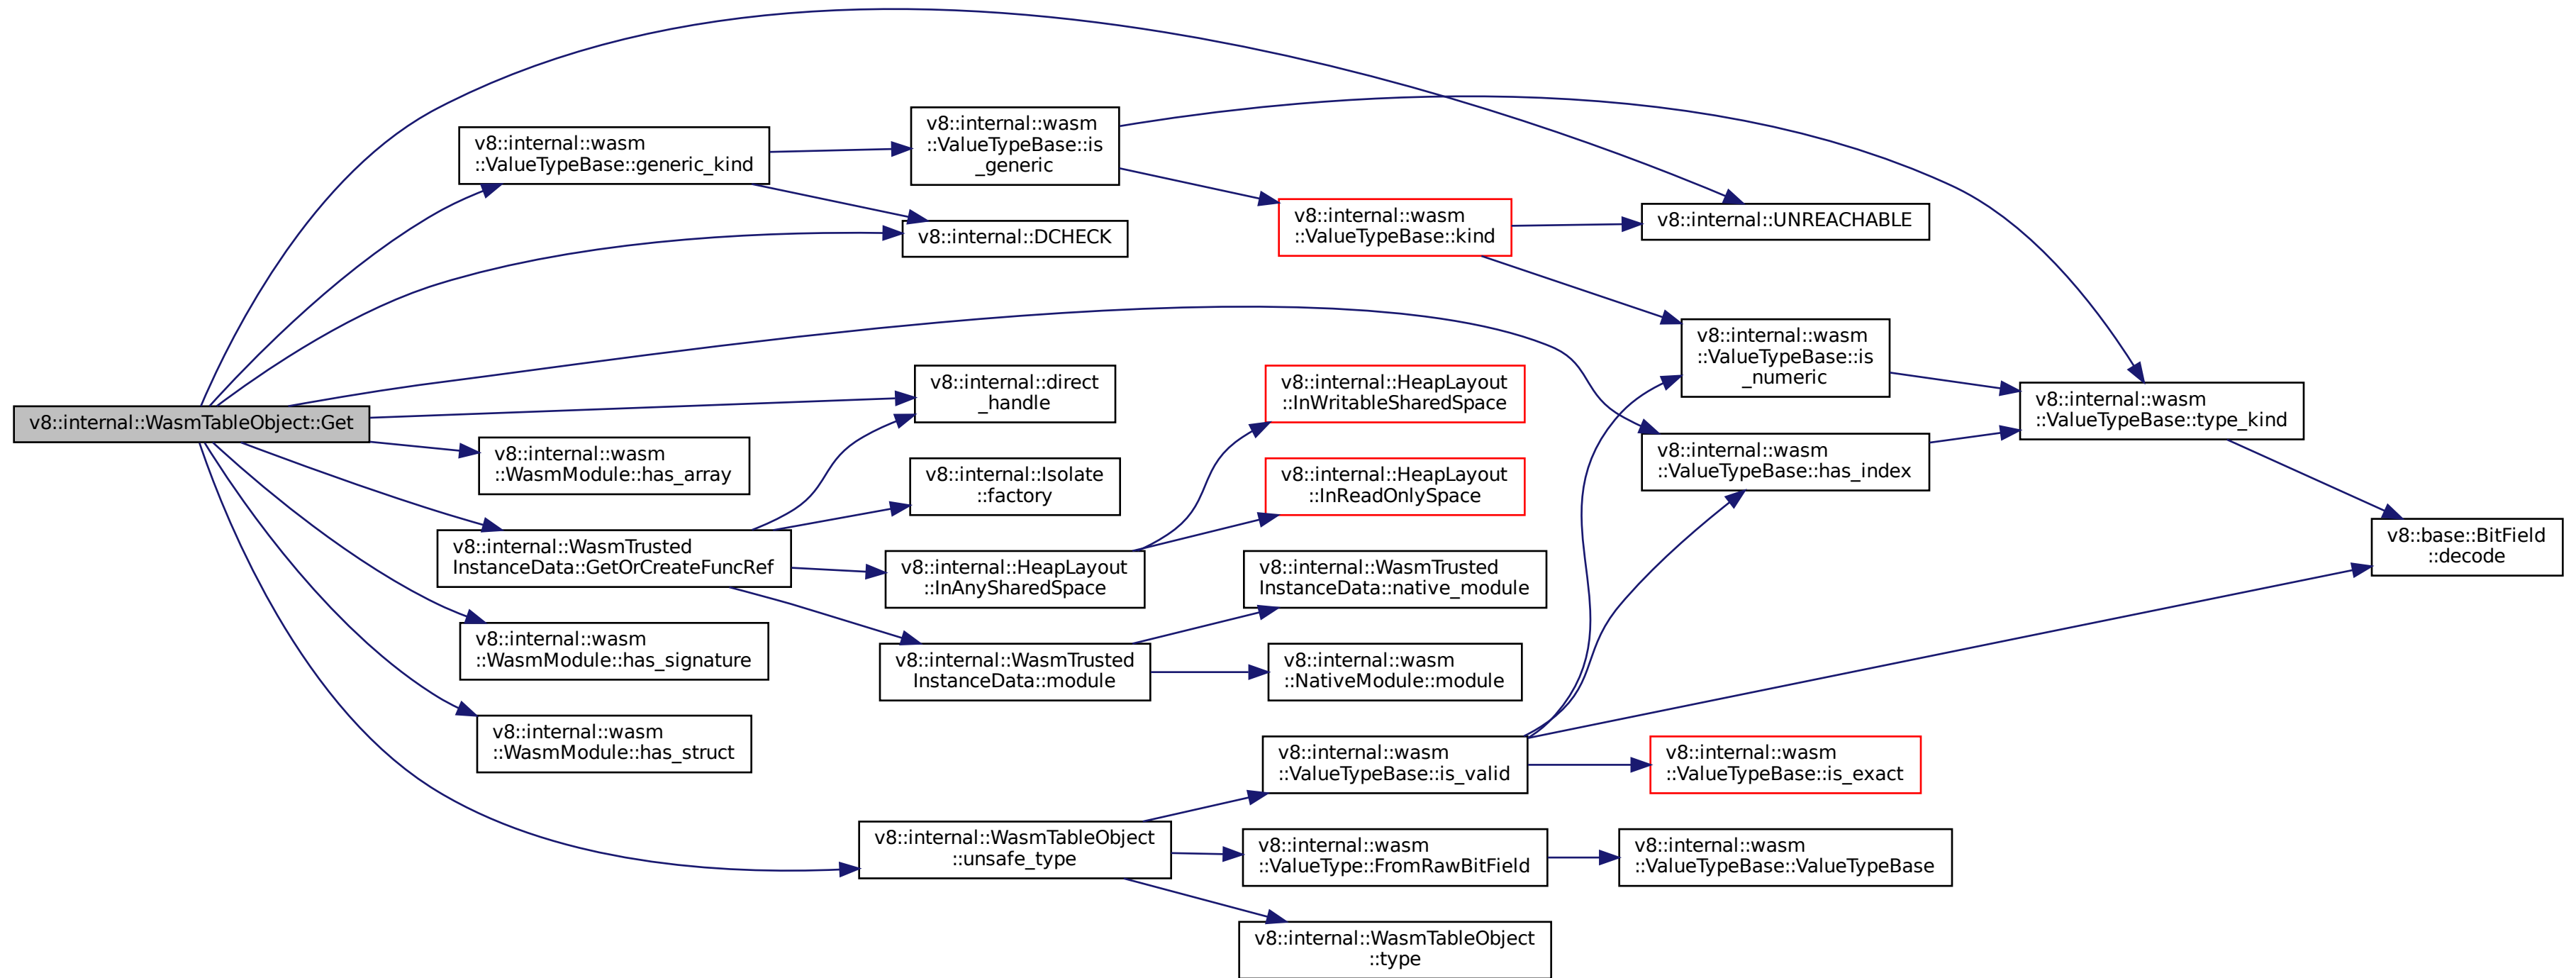 v8::internal::WasmTableObject::Get
v8::internal::wasm
::ValueTypeBase::generic_kind
v8::internal::wasm
::WasmModule::has_array
v8::internal::WasmTrusted
InstanceData::GetOrCreateFuncRef
v8::internal::wasm
::WasmModule::has_signature
v8::internal::wasm
::WasmModule::has_struct
v8::internal::wasm
::ValueTypeBase::is
_generic
v8::internal::DCHECK
v8::internal::direct
_handle
v8::internal::Isolate
::factory
v8::internal::HeapLayout
::InAnySharedSpace
v8::internal::WasmTrusted
InstanceData::module
v8::internal::WasmTableObject
::unsafe_type
v8::internal::wasm
::ValueTypeBase::kind
v8::internal::HeapLayout
::InWritableSharedSpace
v8::internal::HeapLayout
::InReadOnlySpace
v8::internal::WasmTrusted
InstanceData::native_module
v8::internal::wasm
::NativeModule::module
v8::internal::wasm
::ValueTypeBase::is_valid
v8::internal::wasm
::ValueType::FromRawBitField
v8::internal::WasmTableObject
::type
v8::internal::UNREACHABLE
v8::internal::wasm
::ValueTypeBase::is
_numeric
v8::internal::wasm
::ValueTypeBase::has_index
v8::internal::wasm
::ValueTypeBase::is_exact
v8::internal::wasm
::ValueTypeBase::ValueTypeBase
v8::internal::wasm
::ValueTypeBase::type_kind
v8::base::BitField
::decode